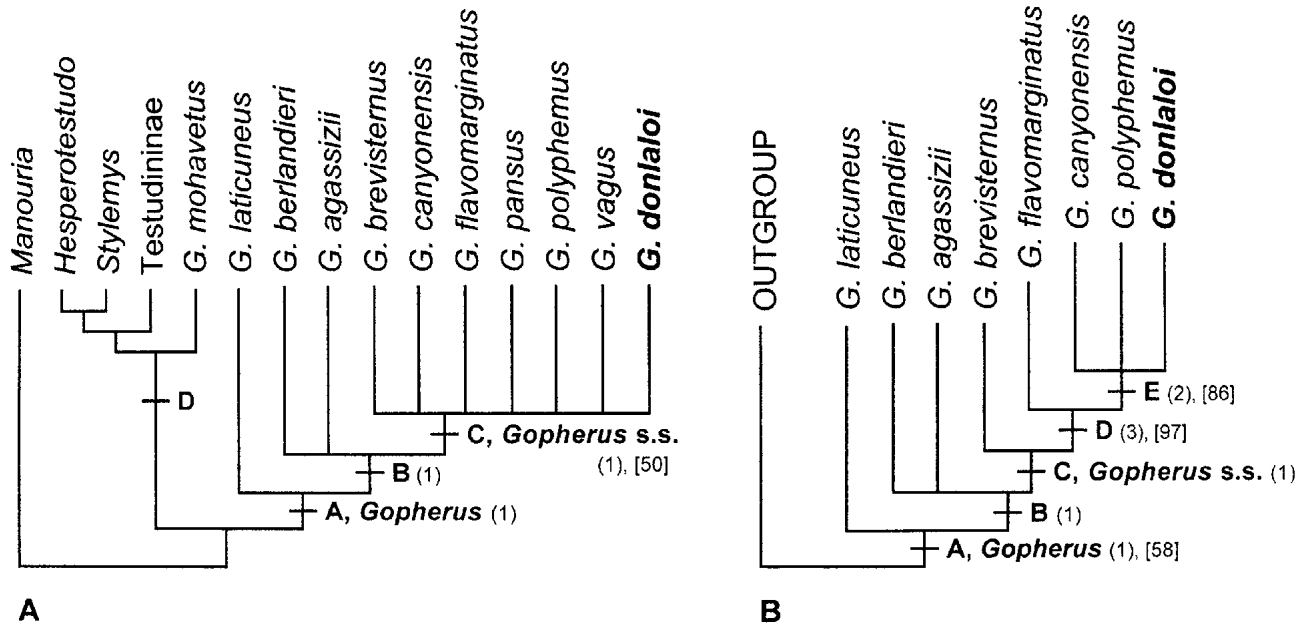 Manouria
Hesperotestudo
Stylemys
Testudininae
G. mohavetus
G. laticuneus
G. berlandieri
G. agassizii
G. brevisternus
G. canyonensis
G. flavomarginatus
G. pansus
G. polyphemus
G. vagus
G. donlaloi
D
C, Gopherus s.s.
(1), [50]
B (1)
A, Gopherus (1)
A
OUTGROUP
G. laticuneus
G. berlandieri
G. agassizii
G. brevisternus
G. flavomarginatus
G. canyonensis
G. polyphemus
G. donlaloi
E (2), [86]
D (3), [97]
C, Gopherus s.s. (1)
B (1)
A, Gopherus (1), [58]
B